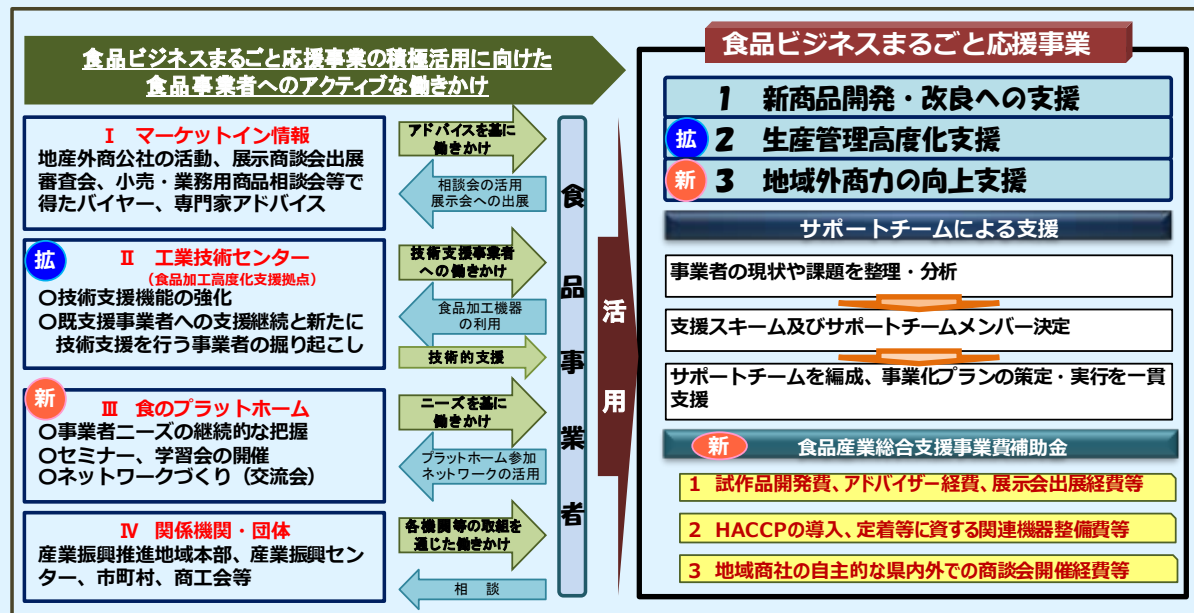 食品ビジネスまるごと応援事業の積極活用に向けた
食品事業者へのアクティブな働きかけ
Ⅰ マーケットイン情報
地産外商公社の活動、展示商談会出展
審査会、小売・業務用商品相談会等で
得たバイヤー、専門家アドバイス
アドバイスを基に
働きかけ
相談会の活用
展示会への出展
拡
Ⅱ 工業技術センター
（食品加工高度化支援拠点）
〇技術支援機能の強化
〇既支援事業者への支援継続と新たに
技術支援を行う事業者の掘り起こし
技術支援事業者
への働きかけ
食品加工機器
の利用
技術的支援
新
Ⅲ 食のプラットホーム
〇事業者ニーズの継続的な把握
〇セミナー、学習会の開催
〇ネットワークづくり（交流会）
ニーズを基に
働きかけ
プラットホーム参加
ネットワークの活用
Ⅳ 関係機関・団体
産業振興推進地域本部、産業振興セン
ター、市町村、商工会等
各機関等の取組を
通じた働きかけ
相 談
食品事業者
活用
食品ビジネスまるごと応援事業
1 新商品開発・改良への支援
拡 2 生産管理高度化支援
新 3 地域外商力の向上支援
サポートチームによる支援
事業者の現状や課題を整理・分析
支援スキーム及びサポートチームメンバー決定
サポートチームを編成、事業化プランの策定・実行を一貫
支援
新 食品産業総合支援事業費補助金
1 試作品開発費、アドバイザー経費、展示会出展経費等
2 HACCPの導入、定着等に資する関連機器整備費等
3 地域商社の自主的な県内外での商談会開催経費等